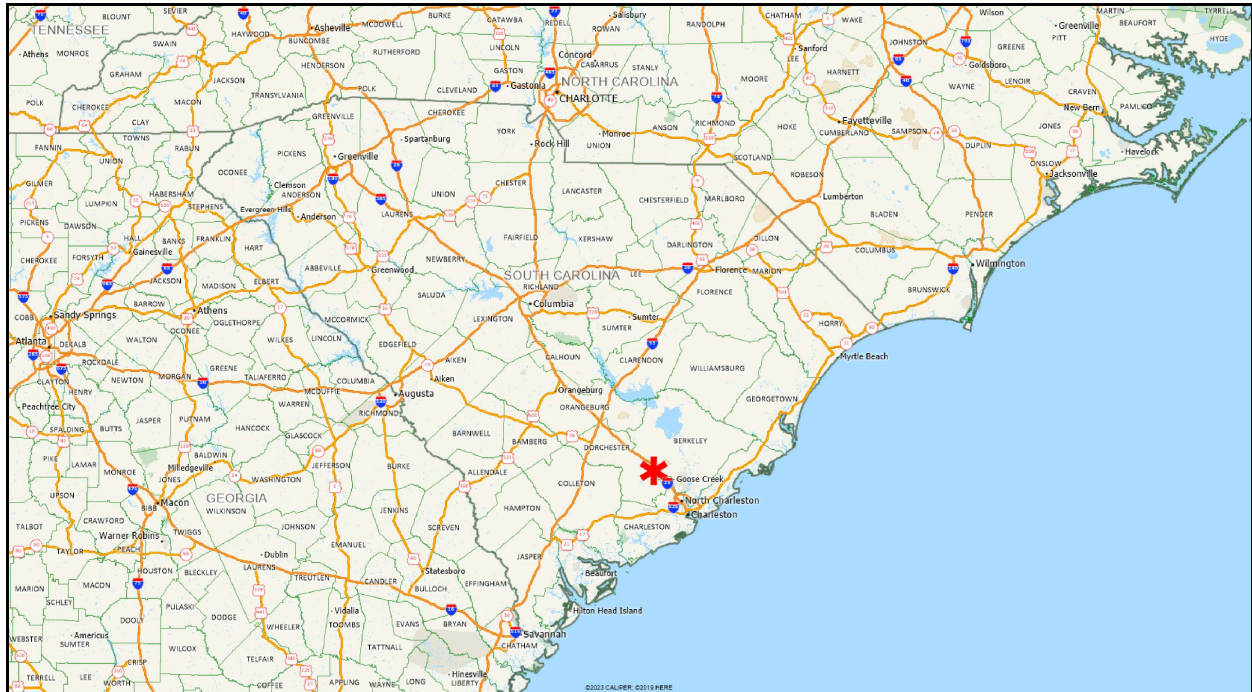 TENNESSEE
BLOUNT
SEVIER
HAYWOOD
Asheville
MCDOWELL
BURKE
CATAWBA
REDELL
Salisbury
ROWAN
RANDOLPH
CHATHAM
WAKE
Wilson
Greenville
PITT
MARTIN
BEAUFORT
TYRRELL
HYDE
Athens
MONROE
SWAIN
BUNCOMBE
RUTHERFORD
LINCOLN
Concord
CABARRUS
STANLY
MOORE
Sanford
LEE
HARNETT
JOHNSTON
GREENE
Goldsboro
WAYNE
LENOIR
CRAVEN
GRAHAM
JACKSON
HENDERSON
POLK
GASTON
Gastonia
CLEVELAND
NORTH CAROLINA
CHARLOTTE
POLK
CHEROKEE
MACON
TRANSYLVANIA
CHEROKEE
CLAY
TOWNS
RABUN
GREENVILLE
Spartanburg
YORK
Rock Hill
Monroe
UNION
ANSON
RICHMOND
HOKE
Fayetteville
CUMBERLAND
SAMPSON
DUPLIN
New Bern
PAMLICO
JONES
Havelock
ONSLOW
Jacksonville
FANNIN
UNION
PICKENS
Greenville
OCONEE
Clemson
ANDERSON
Anderson
UNION
LAURENS
CHESTER
LANCASTER
CHESTERFIELD
MARLBORO
SCOTLAND
ROBESON
Lumberton
BLADEN
PENDER
GILMER
LUMPKIN
HABERSHAM
STEPHENS
Evergreen Hills
PICKENS
DAWSON
HALL
BANKS
FRANKLIN
HART
Gainesville
CHEROKEE
FORSYTH
JACKSON
MADISON
ELBERT
ABBEVILLE
Greenwood
NEWBERRY
FAIRFIELD
KERSHAW
DARLINGTON
DILLON
COLUMBUS
Wilmington
BRUNSWICK
SOUTH CAROLINA
RICHLAND
LEE
Florence
MARION
FLORENCE
COBB
Sandy Springs
BARROW
Athens
OCONEE
OGLETHORPE
WILKES
LINCOLN
MCCORMICK
SALUDA
LEXINGTON
Columbia
Sumter
SUMTER
HORRY
Atlanta
DEKALB
WALTON
ROCKDALE
EDGEFIELD
AIKEN
Aiken
CALHOUN
CLARENDON
WILLIAMSBURG
Myrtle Beach
CLAYTON
HENRY
NEWTON
MORGAN
GREENE
TALIAFERRO
COLUMBIA
MCDUFFIE
Augusta
RICHMOND
Orangeburg
ORANGEBURG
GEORGETOWN
Peachtree City
SPALDING
BUTTS
JASPER
PUTNAM
HANCOCK
WARREN
GLASCOCK
BARNWELL
BAMBERG
DORCHESTER
BERKELEY
PIKE
LAMAR
MONROE
JONES
BALDWIN
Milledgeville
WASHINGTON
JEFFERSON
BURKE
ALLENDALE
COLLETON
Goose Creek
North Charleston
Charleston
CHARLESTON
UPSON
GEORGIA
Macon
BIBB
WILKINSON
JENKINS
SCREVEN
HAMPTON
TALBOT
CRAWFORD
Warner Robins
TWIGGS
JOHNSON
EMANUEL
TAYLOR
PEACH
HOUSTON
BLECKLEY
Dublin
LAURENS
TREUTLEN
CANDLER
Statesboro
BULLOCH
EFFINGHAM
JASPER
Beaufort
Hilton Head Island
MARION
MACON
SCHLEY
DOOLY
PULASKI
DODGE
WHEELER
Vidalia
TOOMBS
EVANS
BRYAN
Savannah
CHATHAM
WEBSTER
Americus
SUMTER
WILCOX
TELFAIR
TATTNALL
Hinesville
LIBERTY
TERRELL
LEE
CRISP
WORTH
COFFEE
APPLING
WAYNE
LONG
©2023 CALIPER; ©2019 HERE